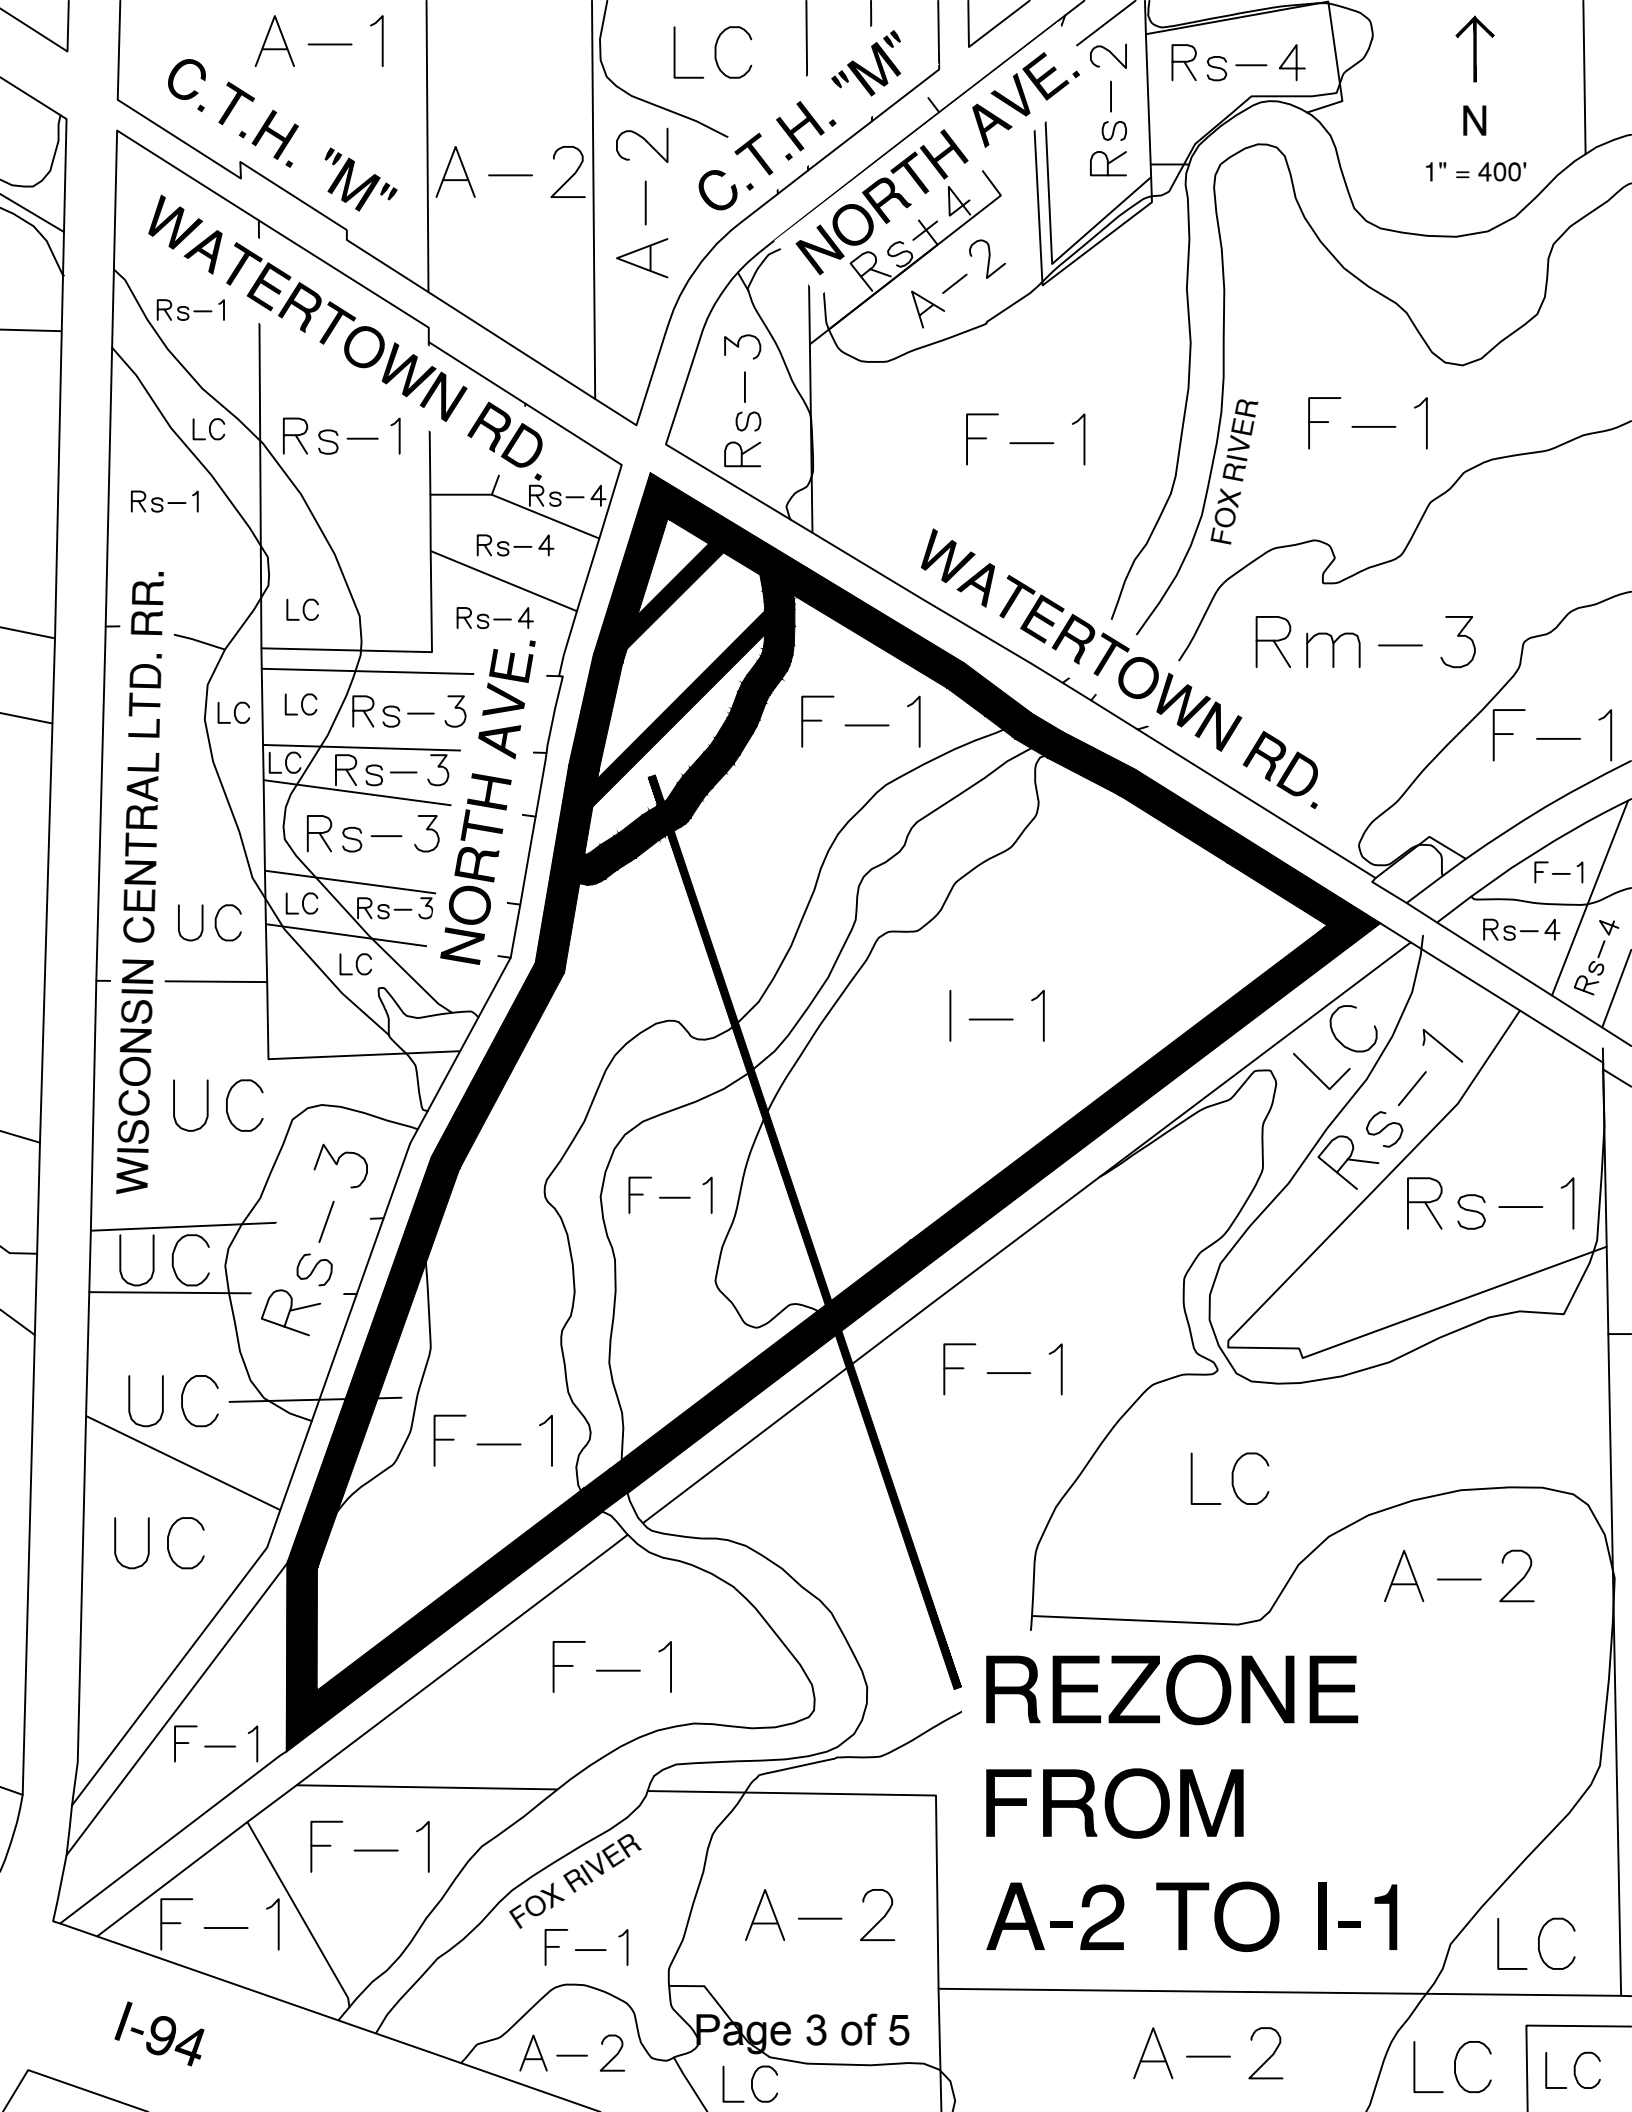 A-1
LC
Rs-2
Rs-4
N
1" = 400'
C.T.H. "M"
C.T.H. "M"
NORTH AVE.
A-2
A-2
Rs-4
A-2
WATERTOWN RD.
Rs-1
Rs-3
LC
Rs-1
F-1
FOX RIVER
F-1
Rs-1
Rs-4
Rs-4
Rs-4
LC
WATERTOWN RD.
Rm-3
WISCONSIN CENTRAL LTD. RR.
NORTH AVE.
LC
LC
Rs-3
F-1
F-1
LC
Rs-3
Rs-3
F-1
LC
Rs-3
UC
Rs-4
Rs-4
LC
I-1
LC
Rs-1
UC
Rs-3
F-1
Rs-1
UC
F-1
UC
F-1
LC
UC
A-2
F-1
F-1
REZONE
FROM
A-2 TO I-1
F-1
FOX RIVER
F-1
F-1
A-2
LC
I-94
Page 3 of 5
A-2
LC
A-2
LC
LC